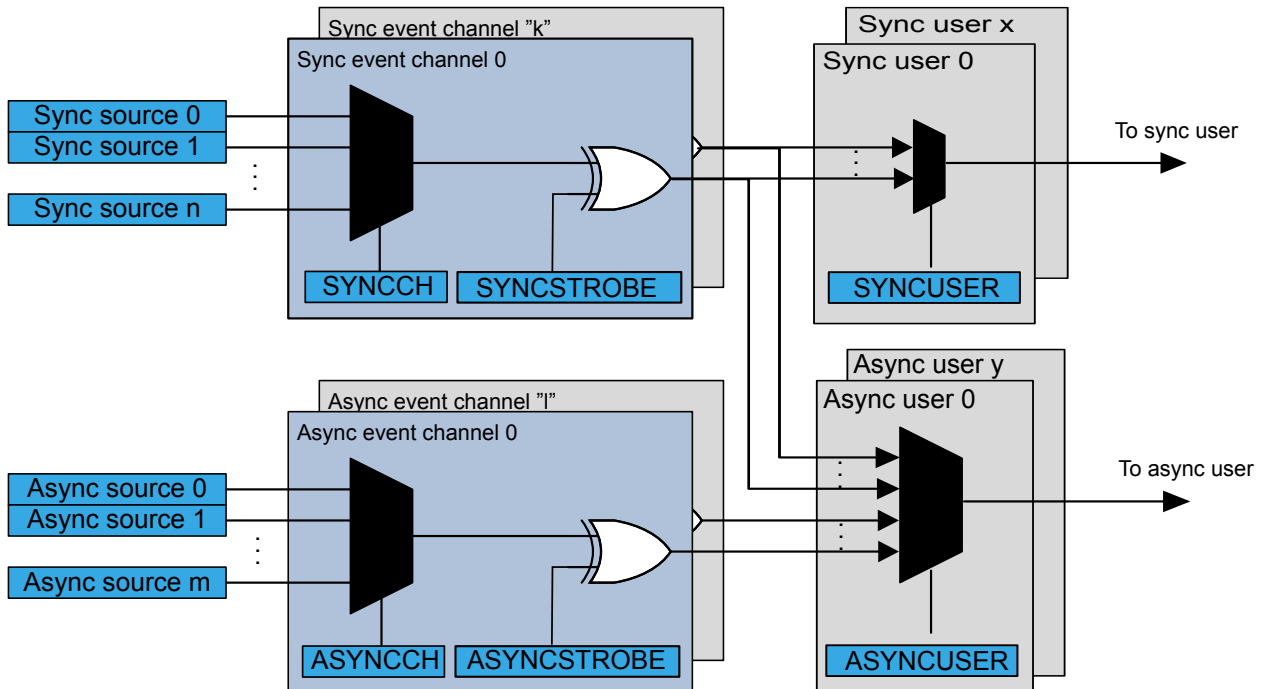 Sync event channel ”k”
Sync event channel 0
Sync source 0
Sync source 1
Sync source n
SYNCCH
SYNCSTROBE
Sync user x
Sync user 0
SYNCUSER
To sync user
Async event channel ”l”
Async event channel 0
Async source 0
Async source 1
Async source m
ASYNCCH
ASYNCSTROBE
Async user y
Async user 0
ASYNCUSER
To async user